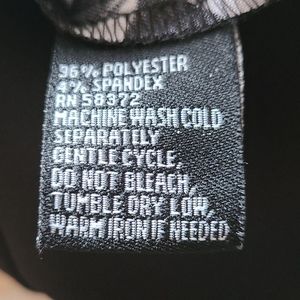 96% POLYESTER
4% SPANDEX
RN 58372
MACHINE WASH COLD
SEPARATELY
GENTLE CYCLE.
DO NOT BLEACH,
TUMBLE DRY LOW,
WARM IRON IF NEEDED